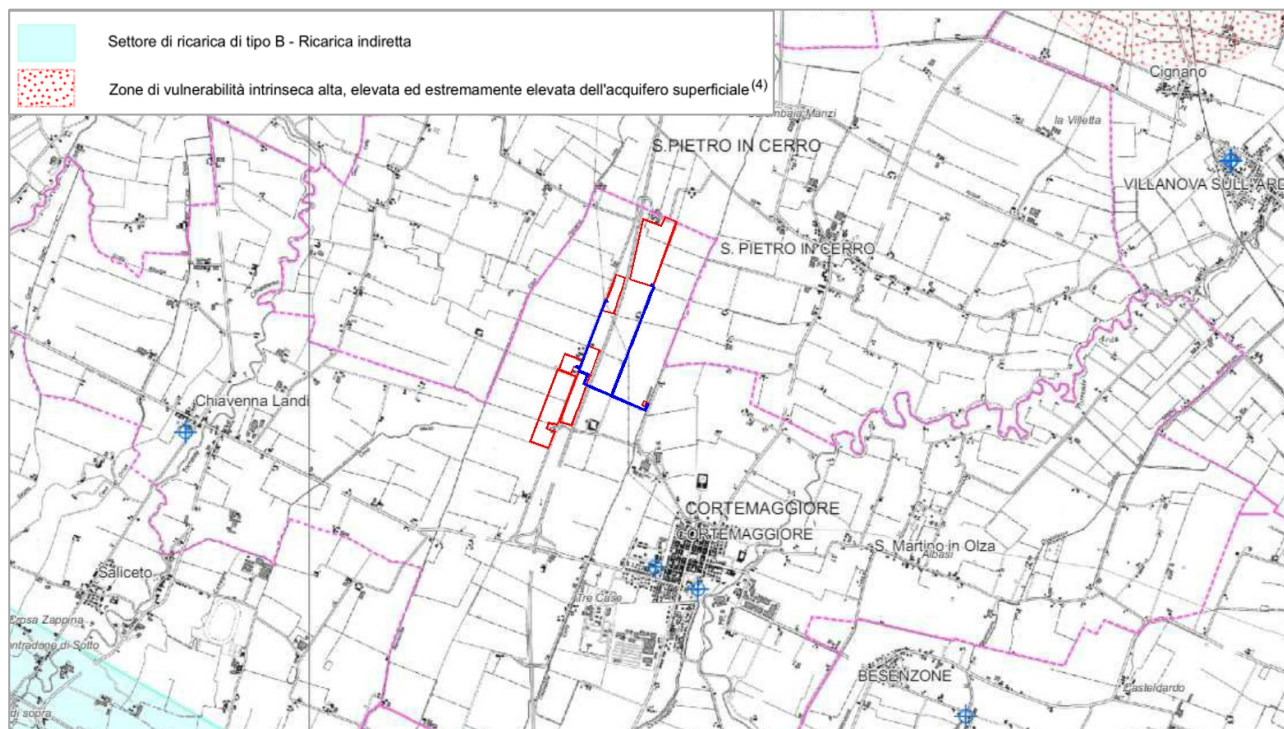 Settore di ricarica di tipo B - Ricarica indiretta
Zone di vulnerabilità intrinseca alta, elevata ed estremamente elevata dell'acquifero superficiale (4)
Cignano
la Villetta
S.PIETRO IN CERRO
VILLANOVA SULL'ARD
S. PIETRO IN CERRO
Chiavenna Landi
CORTEMAGGIORE
CORTEMAGGIORE
S. Martino in Olza
Albasi
Saliceto
Tre Case
Crosa Zappina
ntradone di Sotto
BESENZONE
Casteldardo
di sopra